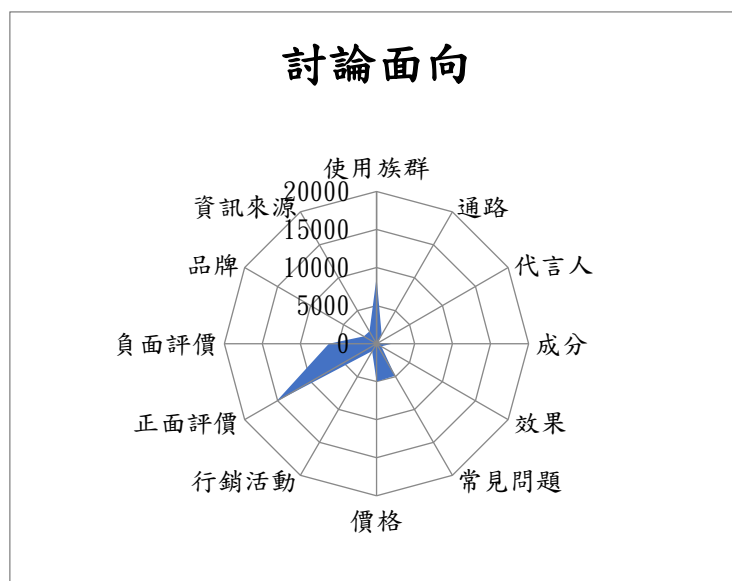 討論面向
使用族群
通路
代言人
成分
效果
常見問題
價格
行銷活動
正面評價
負面評價
品牌
資訊來源
20000
15000
10000
5000
0